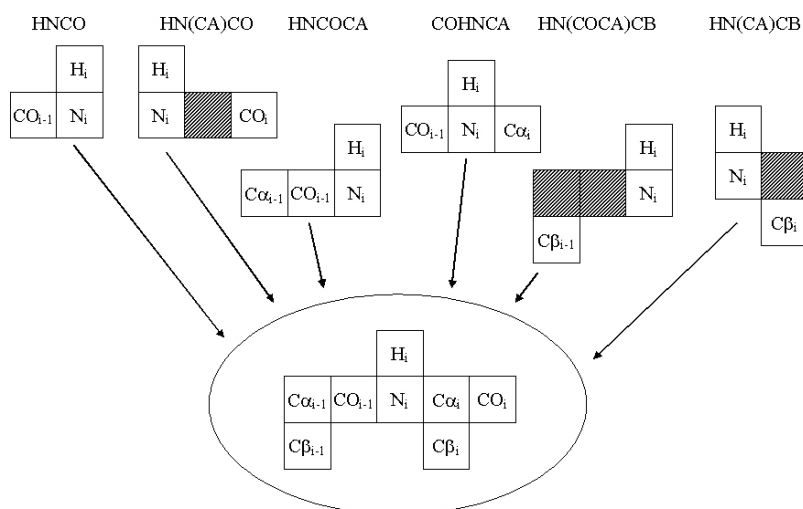 HNCO HN(CA)CO HNCOCA COHNCA HN(COCA)CB HN(CA)CB
Hᵢ
COᵢ₋₁ Nᵢ
Hᵢ
Nᵢ COᵢ
Hᵢ
Cαᵢ₋₁ COᵢ₋₁ Nᵢ
Hᵢ
COᵢ₋₁ Nᵢ Cαᵢ
Hᵢ
Nᵢ
Cβᵢ₋₁
Hᵢ
Nᵢ
Cβᵢ
Hᵢ
Cαᵢ₋₁ COᵢ₋₁ Nᵢ Cαᵢ COᵢ
Cβᵢ₋₁ Cβᵢ